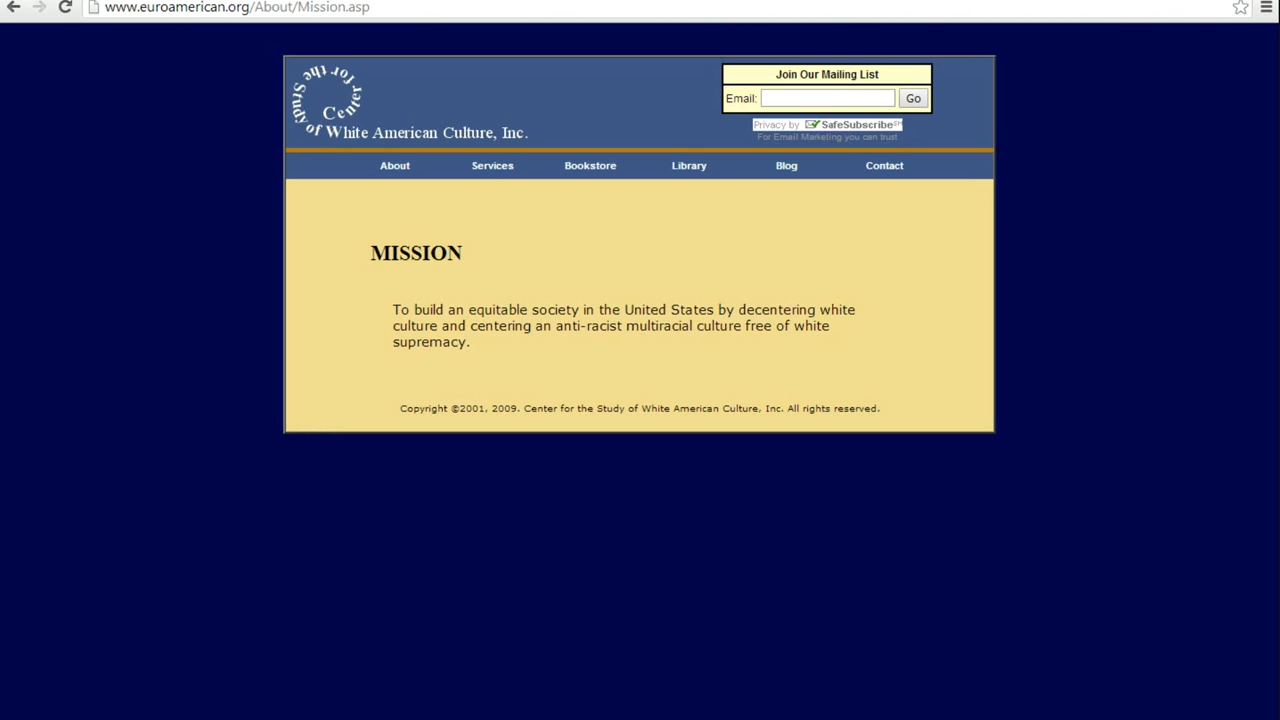 www.euroamerican.org/About/Mission.asp
Center for the Study of White American Culture, Inc.
Join Our Mailing List
Email:
Go
Privacy by SafeSubscribe℠
For Email Marketing you can trust.
About Services Bookstore Library Blog Contact
MISSION
To build an equitable society in the United States by decentering white
culture and centering an anti-racist multiracial culture free of white
supremacy.
Copyright ©2001, 2009. Center for the Study of White American Culture, Inc. All rights reserved.